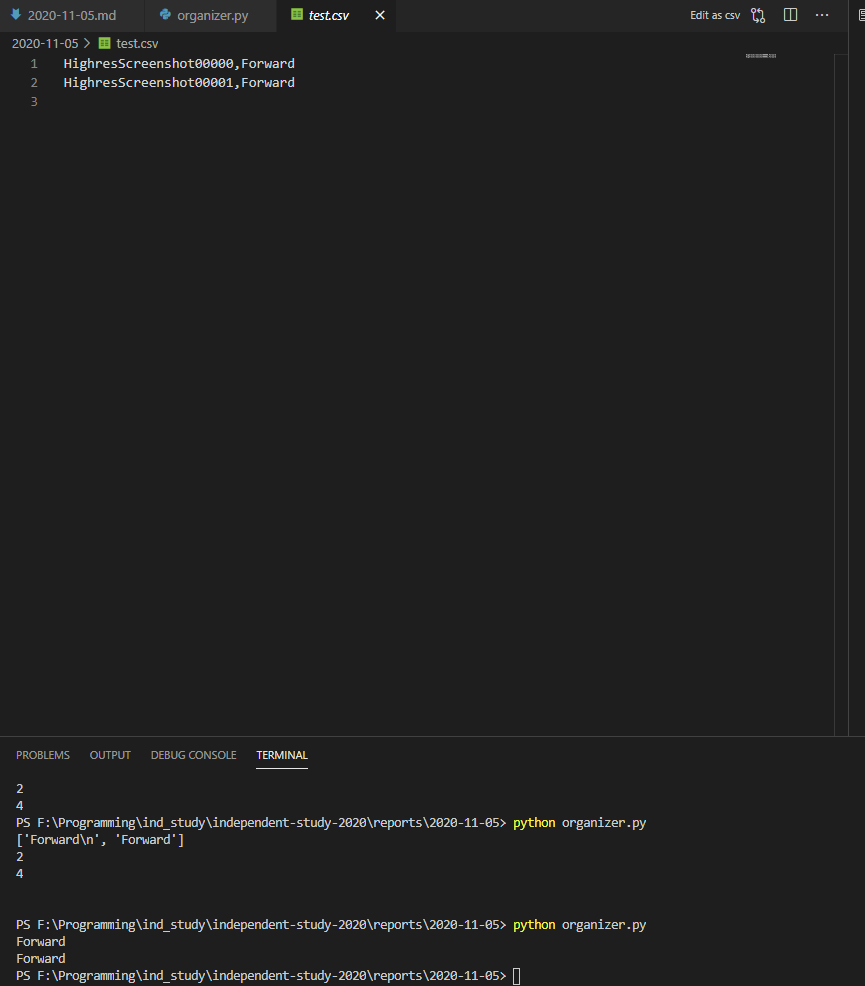 2020-11-05.md organizer.py test.csv Edit as csv
2020-11-05 > test.csv
1 HighresScreenshot00000,Forward
2 HighresScreenshot00001,Forward
3
PROBLEMS OUTPUT DEBUG CONSOLE TERMINAL
2
4
PS F:\Programming\ind_study\independent-study-2020\reports\2020-11-05> python organizer.py
['Forward\n', 'Forward']
2
4
PS F:\Programming\ind_study\independent-study-2020\reports\2020-11-05> python organizer.py
Forward
Forward
PS F:\Programming\ind_study\independent-study-2020\reports\2020-11-05>